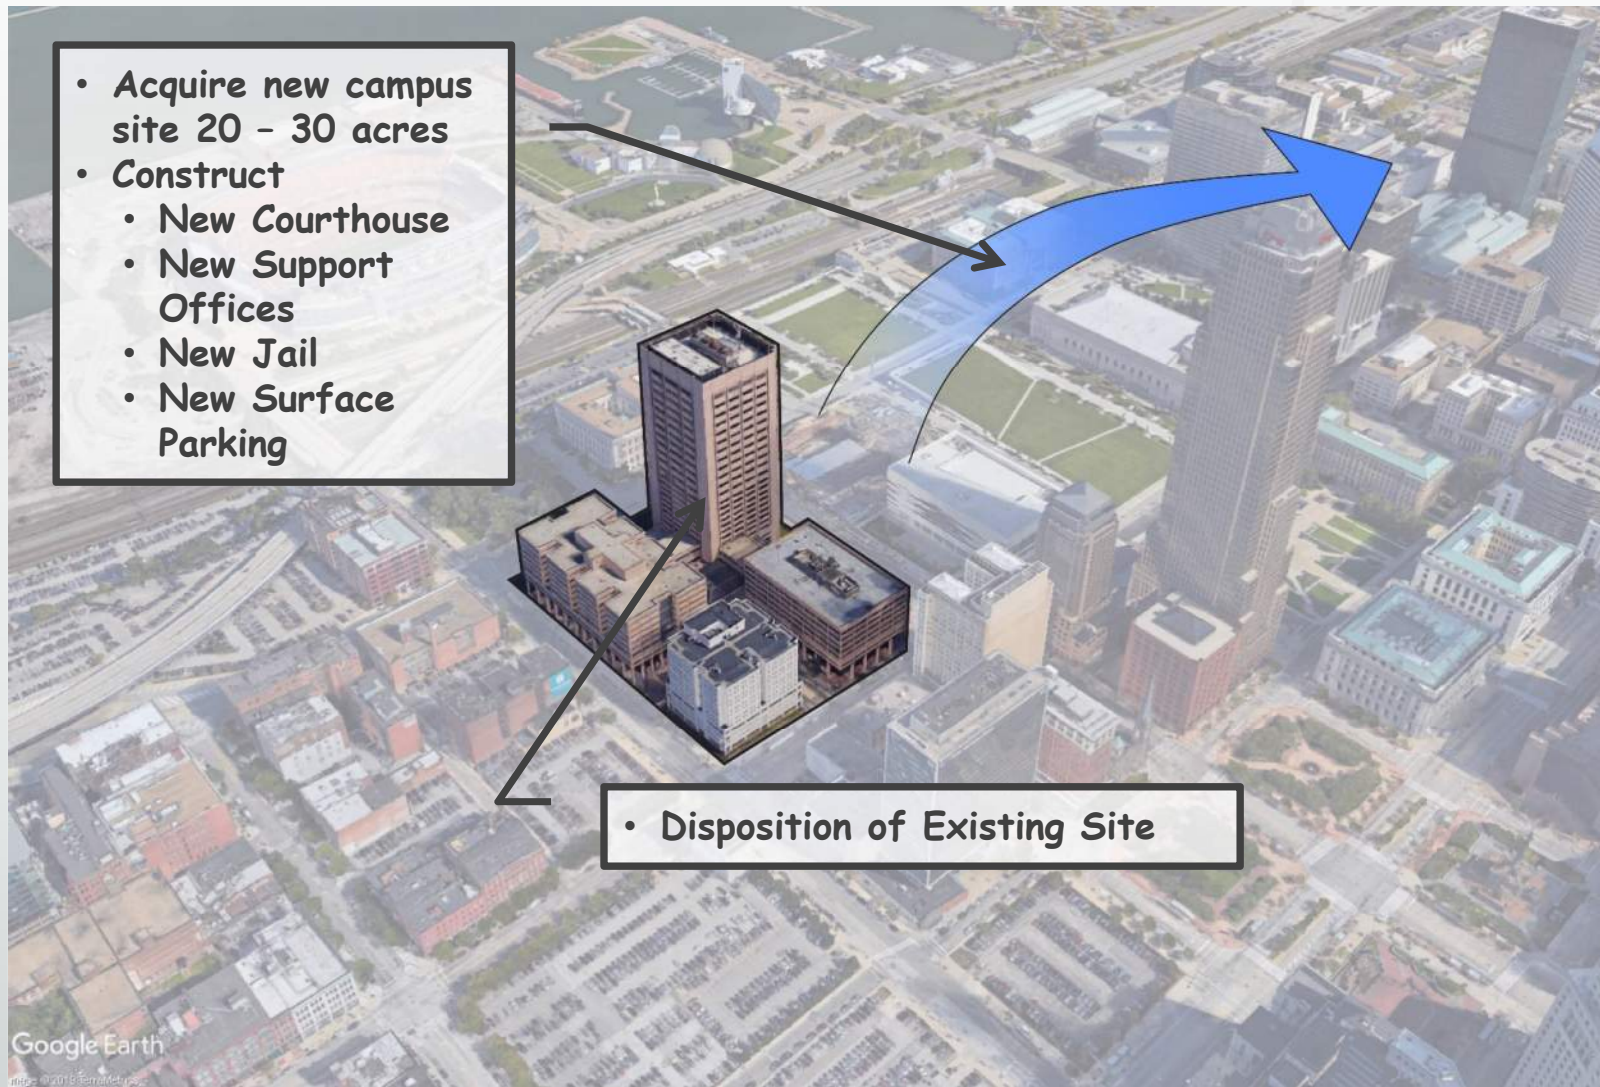 • Acquire new campus
site 20 – 30 acres
• Construct
• New Courthouse
• New Support
Offices
• New Jail
• New Surface
Parking
• Disposition of Existing Site
Google Earth